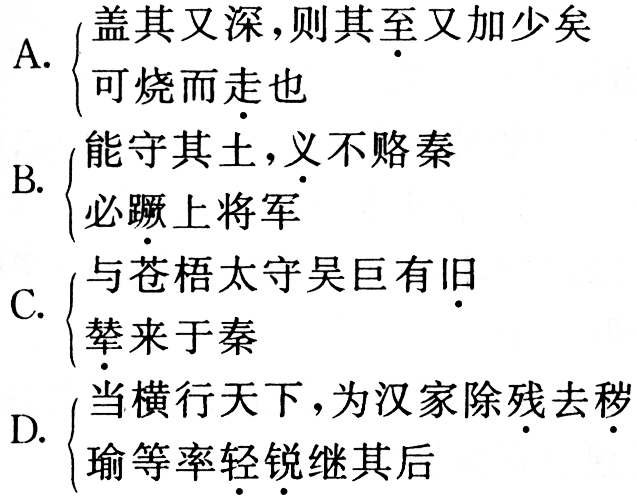 A. 盖其又深,则其至又加少矣
可烧而走也
B. 能守其土,义不赂秦
必蹶上将军
C. 与苍梧太守吴巨有旧
辇来于秦
D. 当横行天下,为汉家除残去秽
瑜等率轻锐继其后